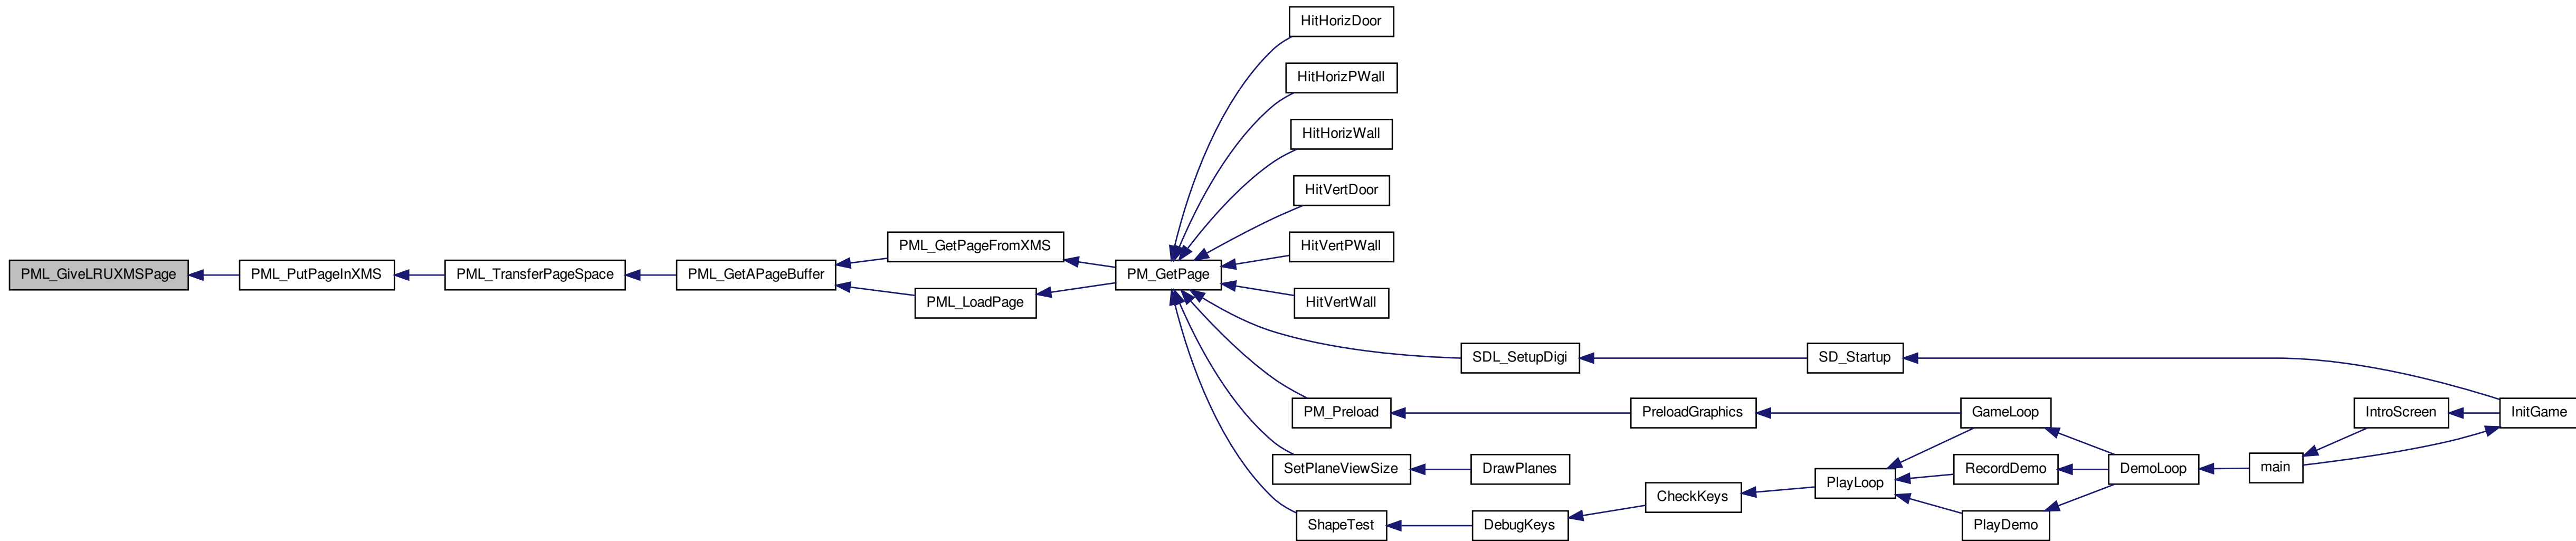 HitHorizDoor
HitHorizPWall
HitHorizWall
HitVertDoor
PML_GetPageFromXMS
HitVertPWall
PML_GiveLRUXMSPage
PML_PutPageInXMS
PML_TransferPageSpace
PML_GetAPageBuffer
PM_GetPage
PML_LoadPage
HitVertWall
SDL_SetupDigi
SD_Startup
PM_Preload
PreloadGraphics
GameLoop
IntroScreen
InitGame
SetPlaneViewSize
DrawPlanes
RecordDemo
DemoLoop
main
PlayLoop
CheckKeys
ShapeTest
DebugKeys
PlayDemo